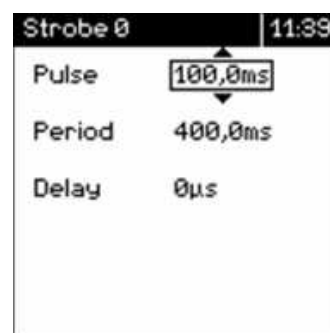 Strobe 0 11:39
Pulse 100,0ms
Period 400,0ms
Delay 0µs